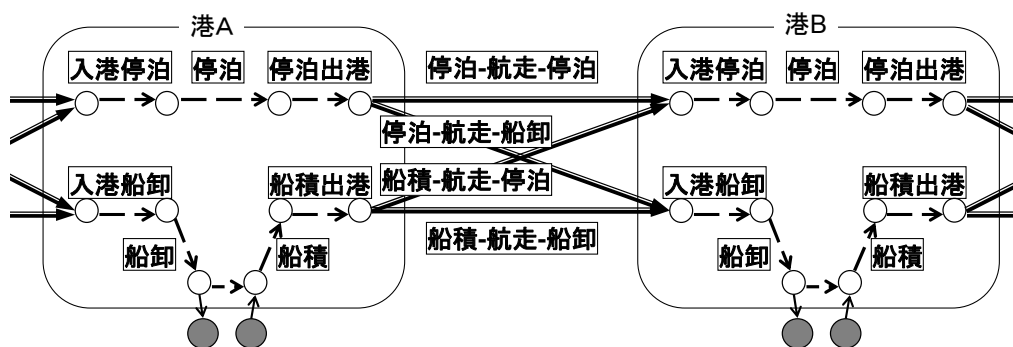 港A
港B
入港停泊
停泊
停泊出港
停泊-航走-停泊
入港停泊
停泊
停泊出港
停泊-航走-船卸
入港船卸
船積出港
船積-航走-停泊
入港船卸
船積出港
船卸
船積
船積-航走-船卸
船卸
船積